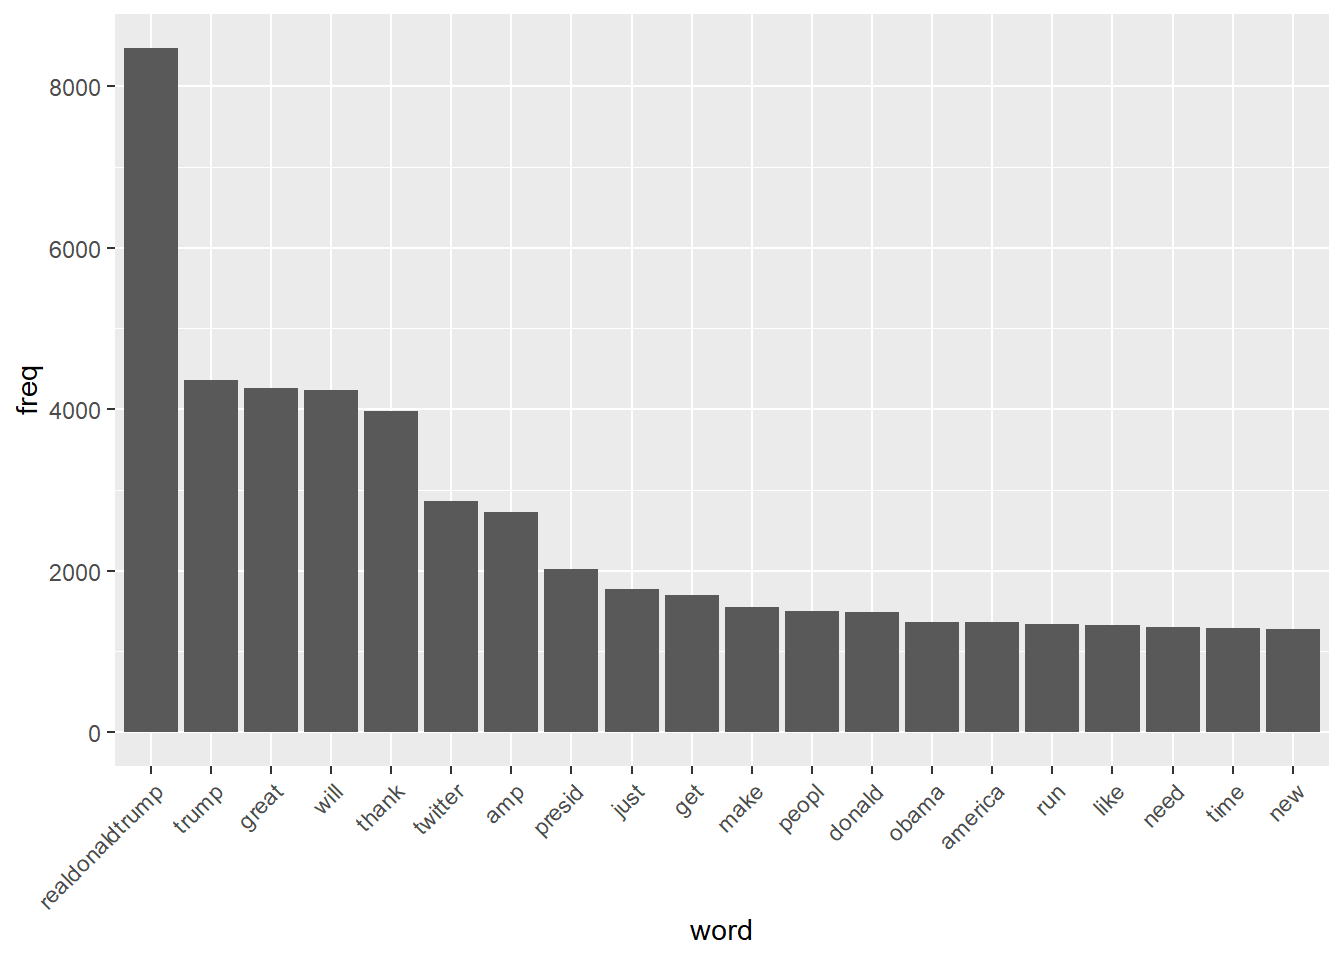 8000
6000
4000
2000
0
freq
realdonaldtrump
trump
great
will
thank
twitter
amp
presid
just
get
make
peopl
donald
obama
america
run
like
need
time
new
word